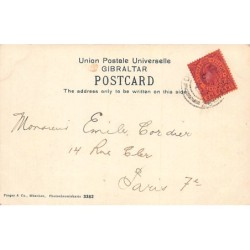 Union Postale Universelle
GIBRALTAR
POSTCARD
The address only to be written on this side
Monsieur Emile Cordier
14 Rue Cler
Paris 7e